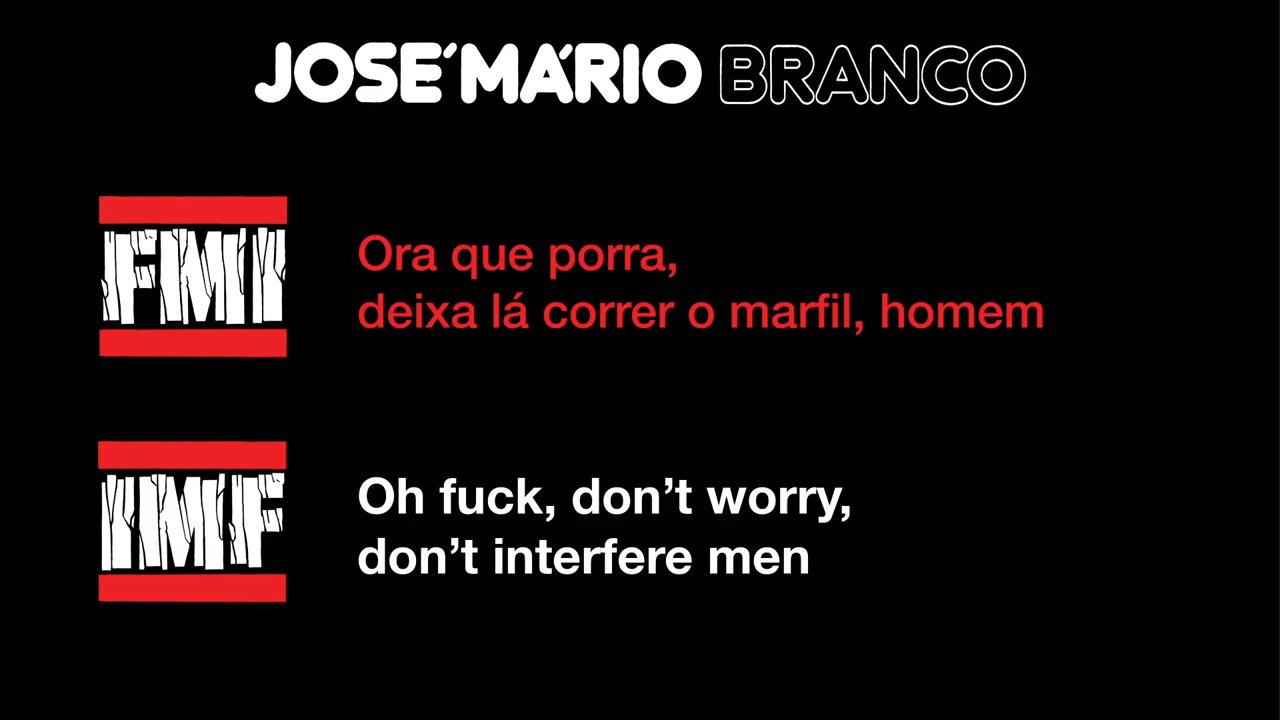 JOSÉ MÁRIO BRANCO
FMI
Ora que porra,
deixa lá correr o marfil, homem
IMF
Oh fuck, don’t worry,
don’t interfere men